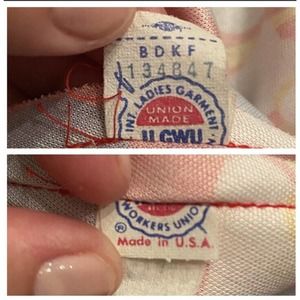 BDKF
134847
INT. LADIES GARMENT W
UNION
MADE
ILGWU
WORKERS UNION
®
Made in U.S.A.